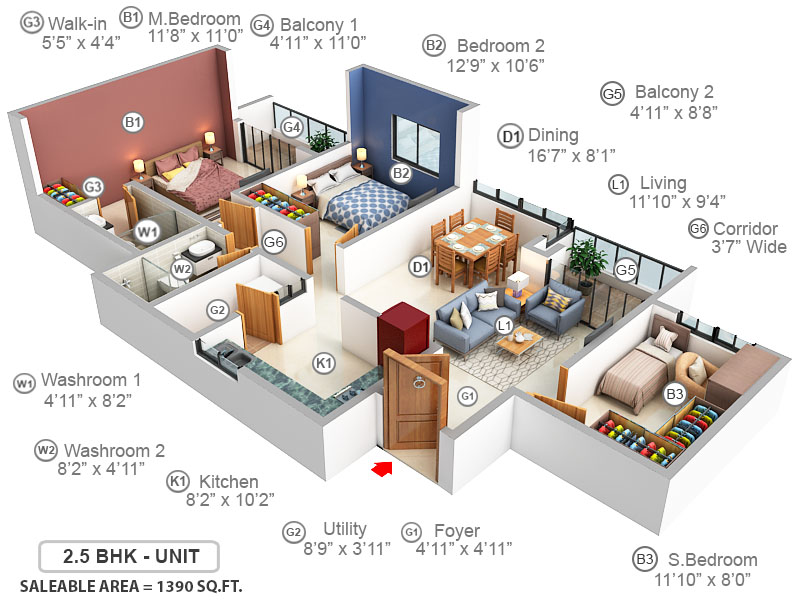 G3 Walk-in
5'5" x 4'4"
B1 M.Bedroom
11'8" x 11'0"
G4 Balcony 1
4'11" x 11'0"
B2 Bedroom 2
12'9" x 10'6"
G5 Balcony 2
4'11" x 8'8"
D1 Dining
16'7" x 8'1"
L1 Living
11'10" x 9'4"
G6 Corridor
3'7" Wide
B1
G4
B2
G3
W1
G6
W2
D1
G5
G2
L1
K1
G1
B3
W1 Washroom 1
4'11" x 8'2"
W2 Washroom 2
8'2" x 4'11"
K1 Kitchen
8'2" x 10'2"
G2 Utility
8'9" x 3'11"
G1 Foyer
4'11" x 4'11"
B3 S.Bedroom
11'10" x 8'0"
2.5 BHK - UNIT
SALEABLE AREA = 1390 SQ.FT.